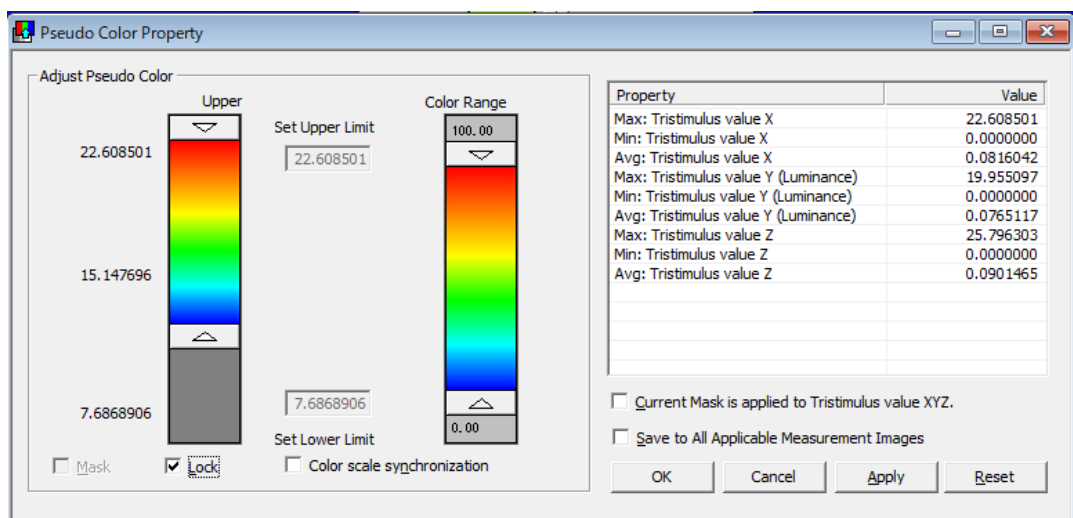 Pseudo Color Property
Adjust Pseudo Color
Upper
Color Range
Set Upper Limit
100.00
22.608501
22.608501
15.147696
7.6868906
7.6868906
0.00
Set Lower Limit
Mask
Lock
Color scale synchronization
Property Value
Max: Tristimulus value X 22.608501
Min: Tristimulus value X 0.0000000
Avg: Tristimulus value X 0.0816042
Max: Tristimulus value Y (Luminance) 19.955097
Min: Tristimulus value Y (Luminance) 0.0000000
Avg: Tristimulus value Y (Luminance) 0.0765117
Max: Tristimulus value Z 25.796303
Min: Tristimulus value Z 0.0000000
Avg: Tristimulus value Z 0.0901465
Current Mask is applied to Tristimulus value XYZ.
Save to All Applicable Measurement Images
OK Cancel Apply Reset